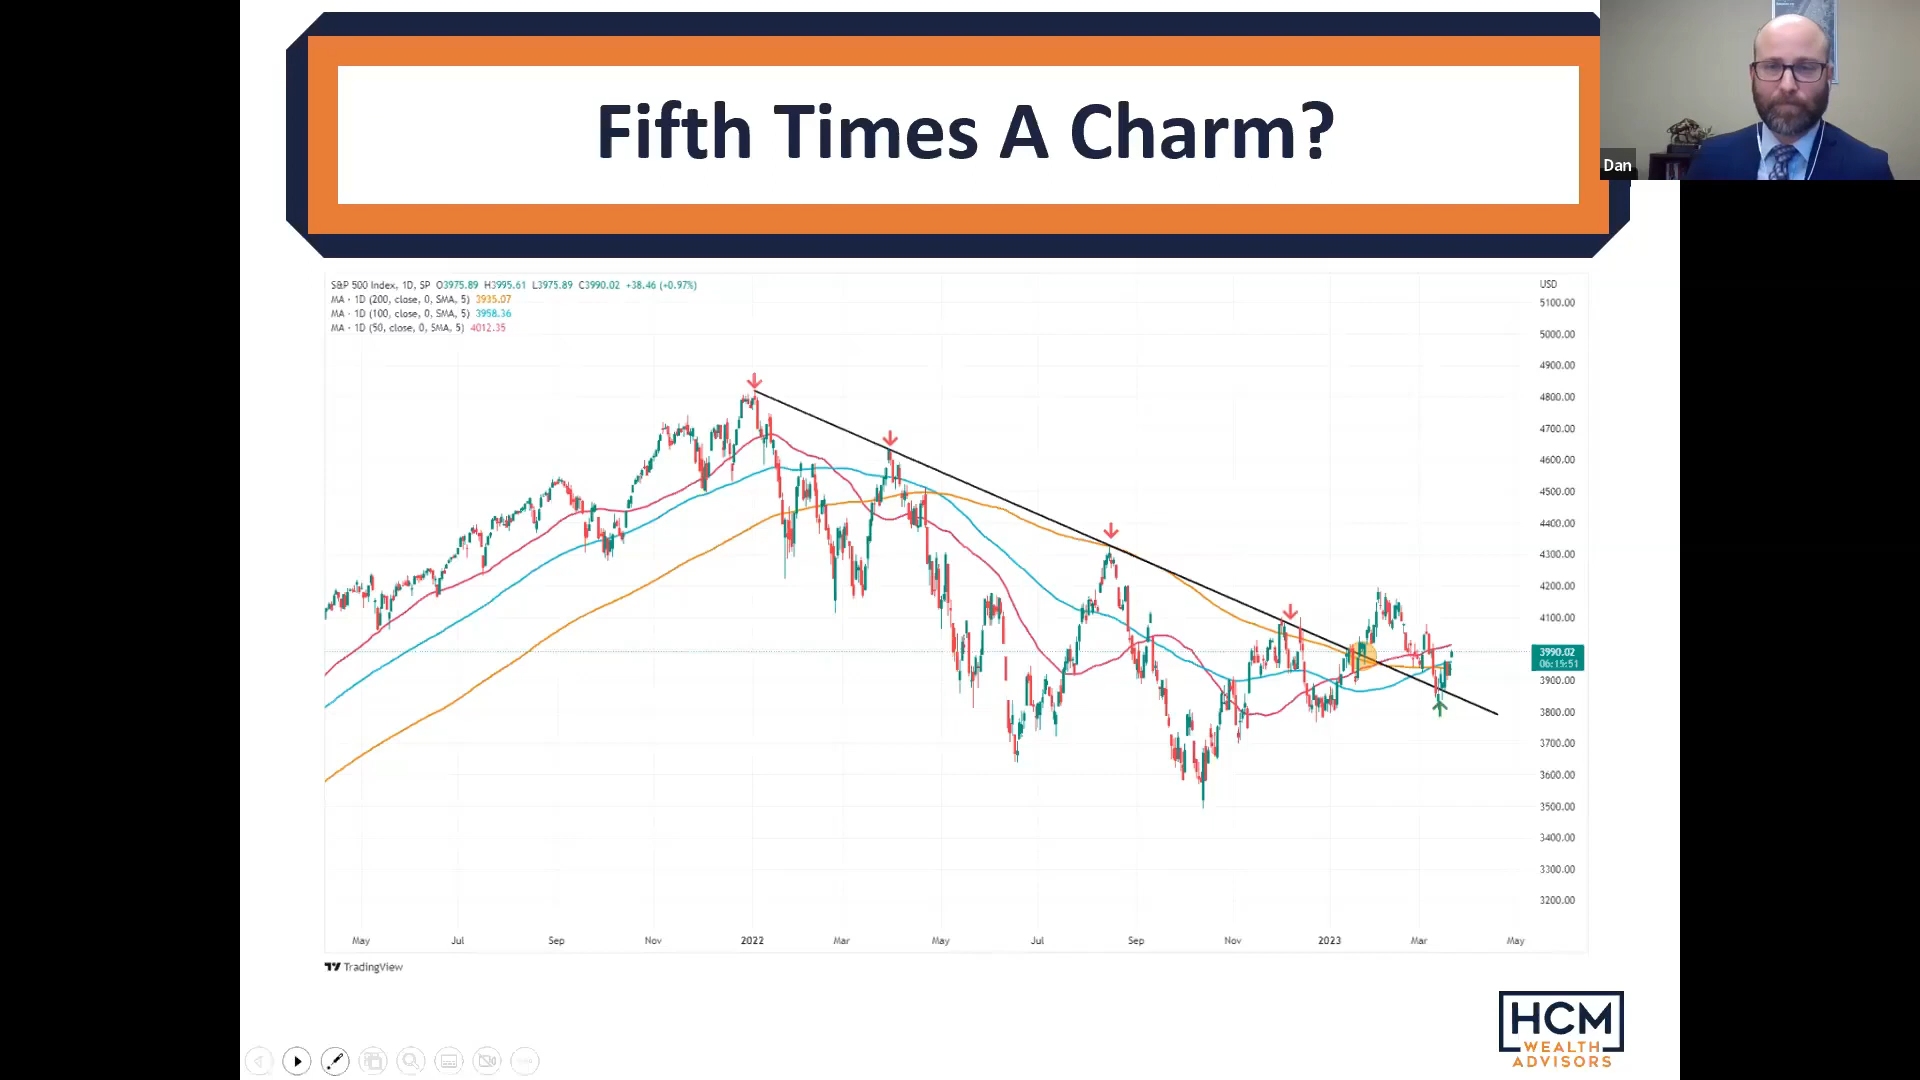 Fifth Times A Charm?
Dan
S&P 500 Index, 1D, SP O3975.89 H3995.61 L3975.89 C3990.02 +38.46 (+0.97%)
MA · 1D (200, close, 0, SMA, 5) 3935.07
MA · 1D (100, close, 0, SMA, 5) 3958.36
MA · 1D (50, close, 0, SMA, 5) 4012.35
USD
5100.00
5000.00
4900.00
4800.00
4700.00
4600.00
4500.00
4400.00
4300.00
4200.00
4100.00
3990.02
06:15:51
3900.00
3800.00
3700.00
3600.00
3500.00
3400.00
3300.00
3200.00
May Jul Sep Nov 2022 Mar May Jul Sep Nov 2023 Mar May
TradingView
HCM
WEALTH
ADVISORS